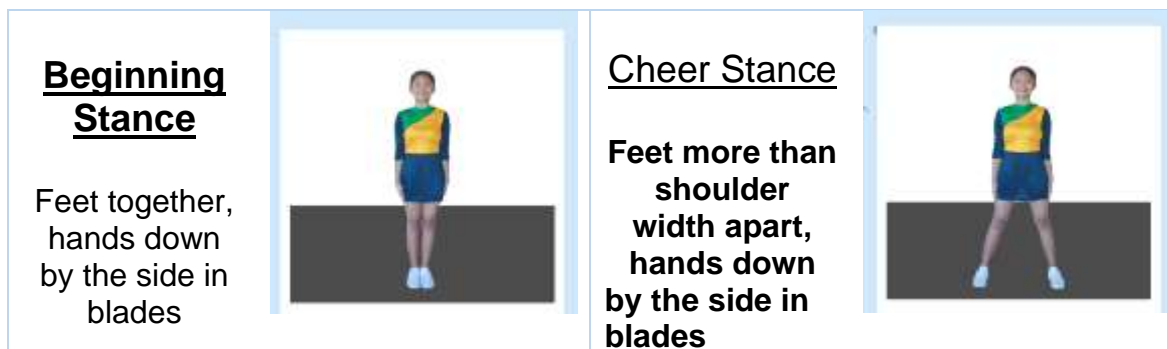 Beginning
Stance
Feet together,
hands down
by the side in
blades
Cheer Stance
Feet more than
shoulder
width apart,
hands down
by the side in
blades